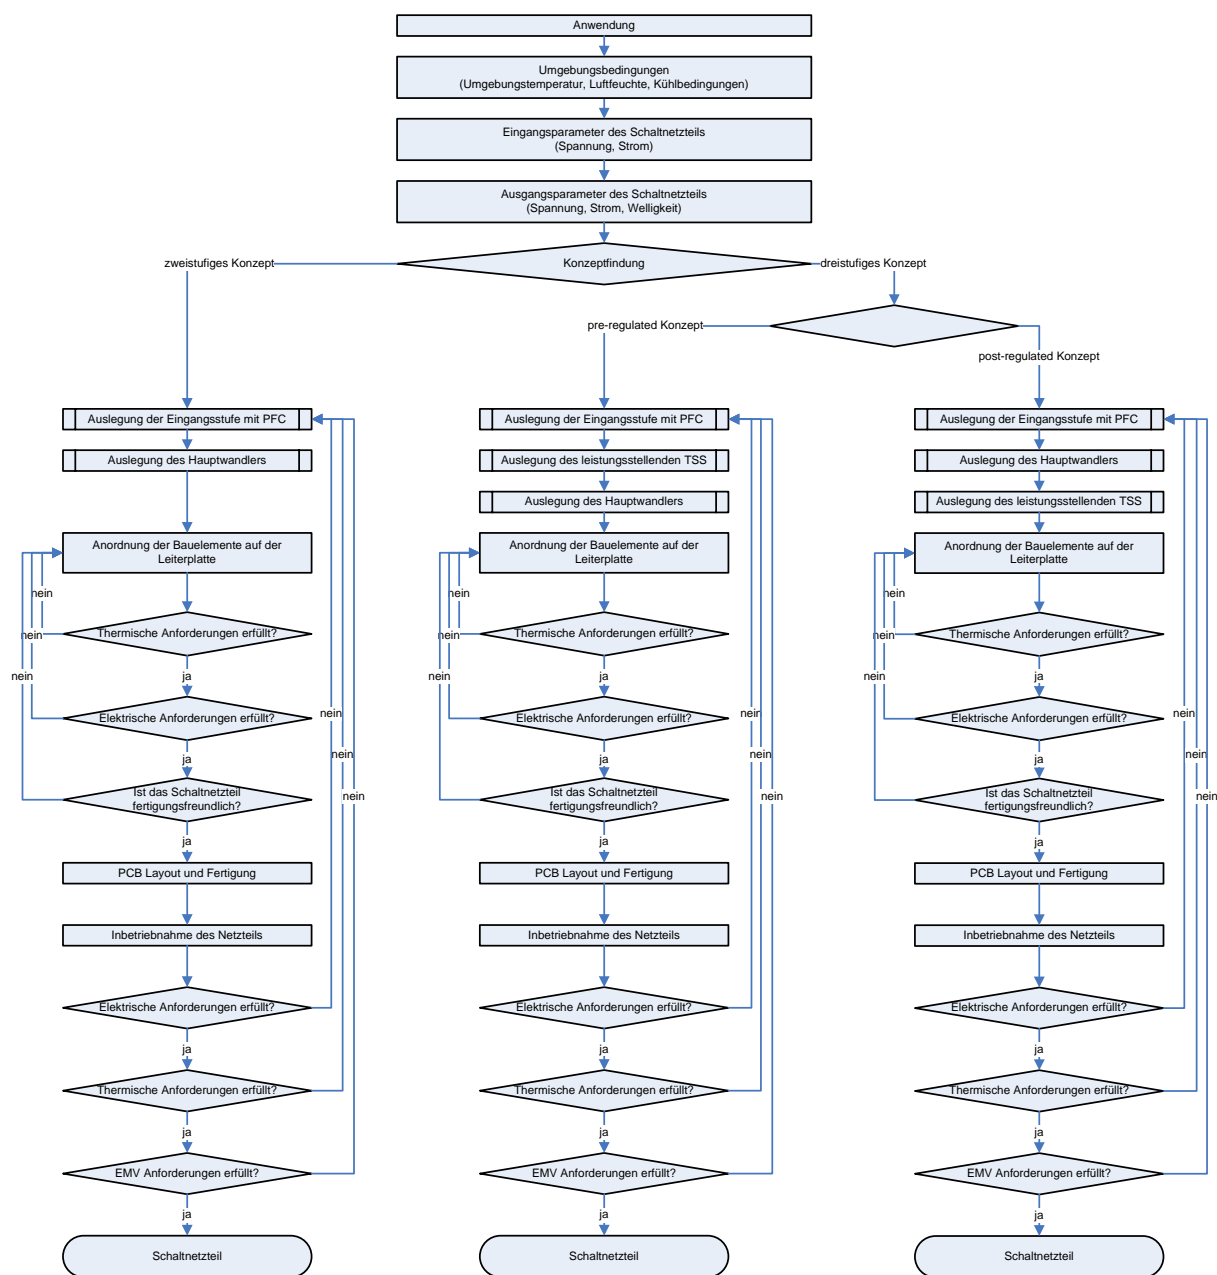 Anwendung
Umgebungsbedingungen
(Umgebungstemperatur, Luftfeuchte, Kühlbedingungen)
Eingangsparameter des Schaltnetzteils
(Spannung, Strom)
Ausgangsparameter des Schaltnetzteils
(Spannung, Strom, Welligkeit)
Konzeptfindung
zweistufiges Konzept
dreistufiges Konzept
pre-regulated Konzept
post-regulated Konzept
Auslegung der Eingangsstufe mit PFC
Auslegung des Hauptwandlers
Anordnung der Bauelemente auf der
Leiterplatte
nein
Thermische Anforderungen erfüllt?
nein
ja
nein
Elektrische Anforderungen erfüllt?
nein
ja
nein
Ist das Schaltnetzteil
fertigungsfreundlich?
nein
ja
PCB Layout und Fertigung
Inbetriebnahme des Netzteils
Elektrische Anforderungen erfüllt?
ja
Thermische Anforderungen erfüllt?
ja
EMV Anforderungen erfüllt?
ja
Schaltnetzteil
Auslegung der Eingangsstufe mit PFC
Auslegung des leistungsstellenden TSS
Auslegung des Hauptwandlers
Anordnung der Bauelemente auf der
Leiterplatte
nein
Thermische Anforderungen erfüllt?
nein
ja
nein
Elektrische Anforderungen erfüllt?
nein
ja
nein
Ist das Schaltnetzteil
fertigungsfreundlich?
nein
ja
PCB Layout und Fertigung
Inbetriebnahme des Netzteils
Elektrische Anforderungen erfüllt?
ja
Thermische Anforderungen erfüllt?
ja
EMV Anforderungen erfüllt?
ja
Schaltnetzteil
Auslegung der Eingangsstufe mit PFC
Auslegung des Hauptwandlers
Auslegung des leistungsstellenden TSS
Anordnung der Bauelemente auf der
Leiterplatte
nein
Thermische Anforderungen erfüllt?
nein
ja
nein
Elektrische Anforderungen erfüllt?
nein
ja
nein
Ist das Schaltnetzteil
fertigungsfreundlich?
nein
ja
PCB Layout und Fertigung
Inbetriebnahme des Netzteils
Elektrische Anforderungen erfüllt?
ja
Thermische Anforderungen erfüllt?
ja
EMV Anforderungen erfüllt?
ja
Schaltnetzteil